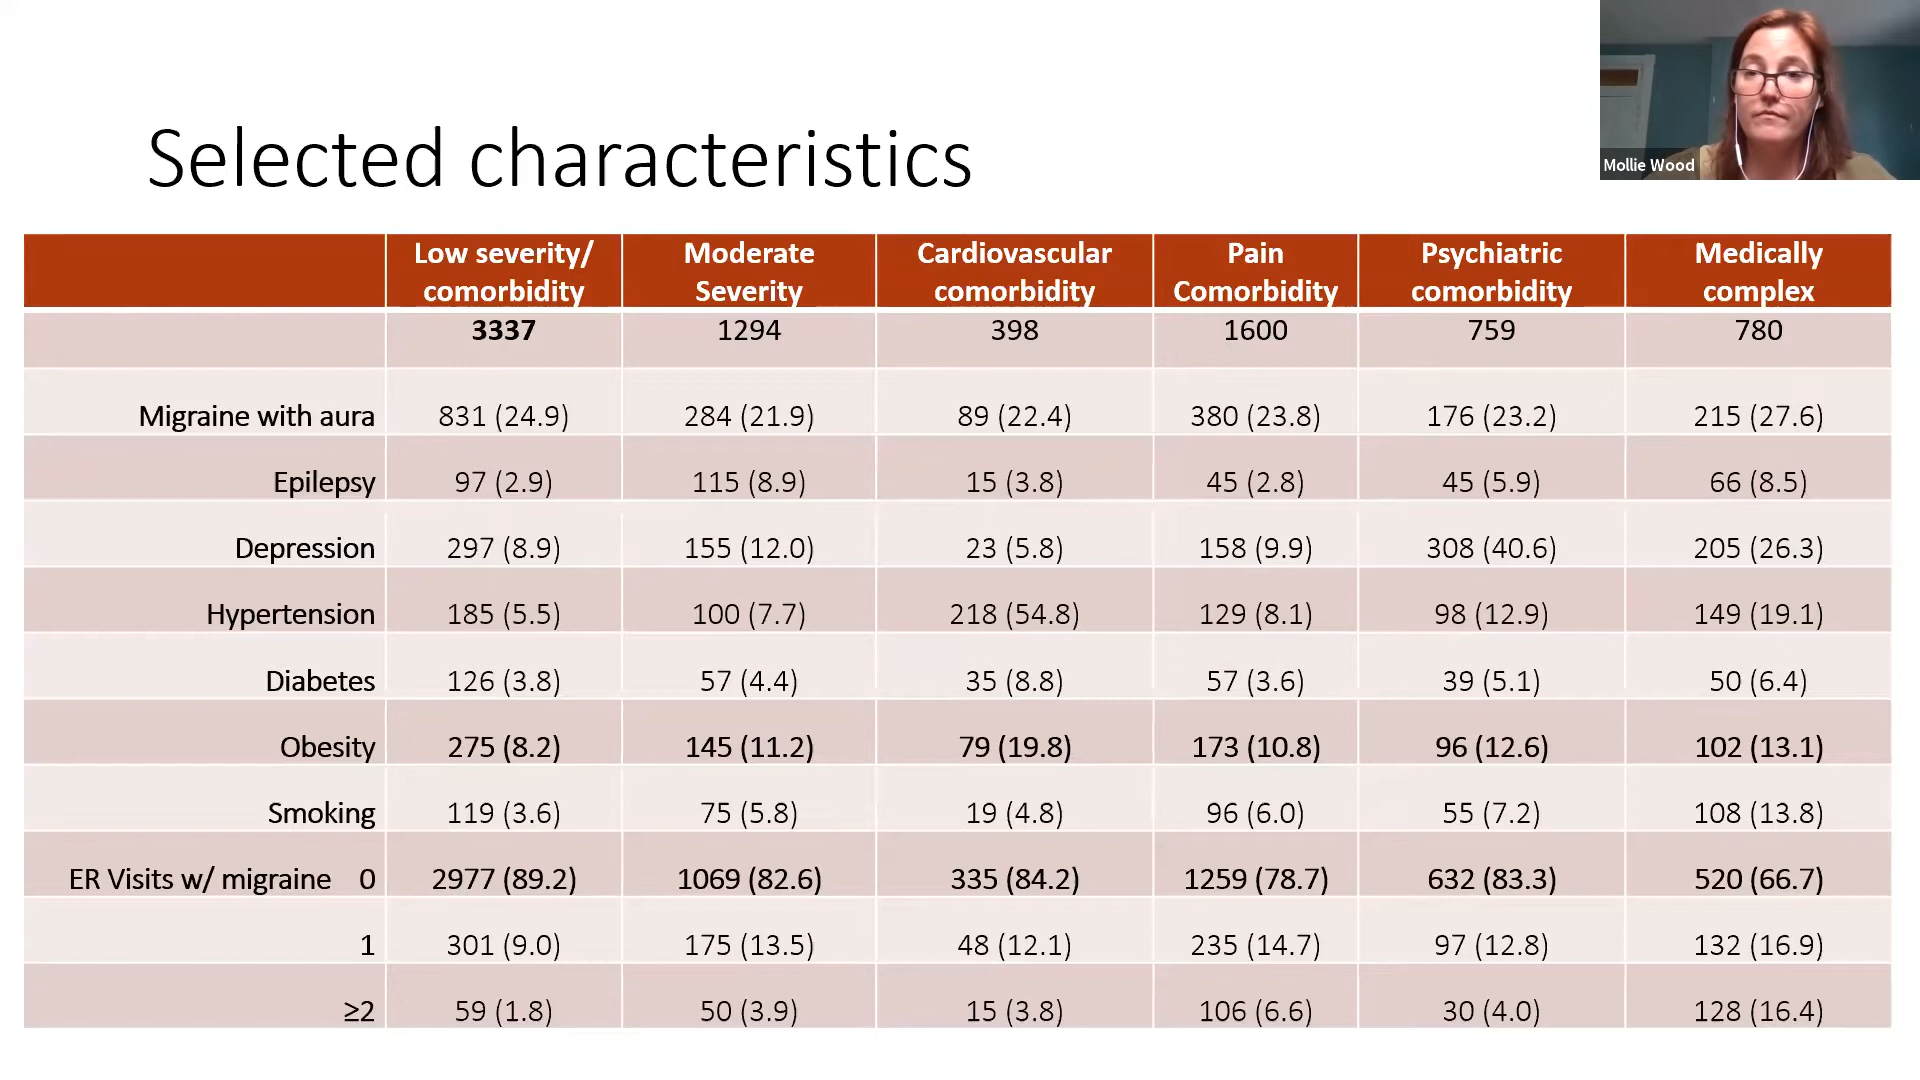 Mollie Wood
Selected characteristics
Low severity/ comorbidity | Moderate Severity | Cardiovascular comorbidity | Pain Comorbidity | Psychiatric comorbidity | Medically complex
3337 | 1294 | 398 | 1600 | 759 | 780
Migraine with aura | 831 (24.9) | 284 (21.9) | 89 (22.4) | 380 (23.8) | 176 (23.2) | 215 (27.6)
Epilepsy | 97 (2.9) | 115 (8.9) | 15 (3.8) | 45 (2.8) | 45 (5.9) | 66 (8.5)
Depression | 297 (8.9) | 155 (12.0) | 23 (5.8) | 158 (9.9) | 308 (40.6) | 205 (26.3)
Hypertension | 185 (5.5) | 100 (7.7) | 218 (54.8) | 129 (8.1) | 98 (12.9) | 149 (19.1)
Diabetes | 126 (3.8) | 57 (4.4) | 35 (8.8) | 57 (3.6) | 39 (5.1) | 50 (6.4)
Obesity | 275 (8.2) | 145 (11.2) | 79 (19.8) | 173 (10.8) | 96 (12.6) | 102 (13.1)
Smoking | 119 (3.6) | 75 (5.8) | 19 (4.8) | 96 (6.0) | 55 (7.2) | 108 (13.8)
ER Visits w/ migraine 0 | 2977 (89.2) | 1069 (82.6) | 335 (84.2) | 1259 (78.7) | 632 (83.3) | 520 (66.7)
1 | 301 (9.0) | 175 (13.5) | 48 (12.1) | 235 (14.7) | 97 (12.8) | 132 (16.9)
≥2 | 59 (1.8) | 50 (3.9) | 15 (3.8) | 106 (6.6) | 30 (4.0) | 128 (16.4)